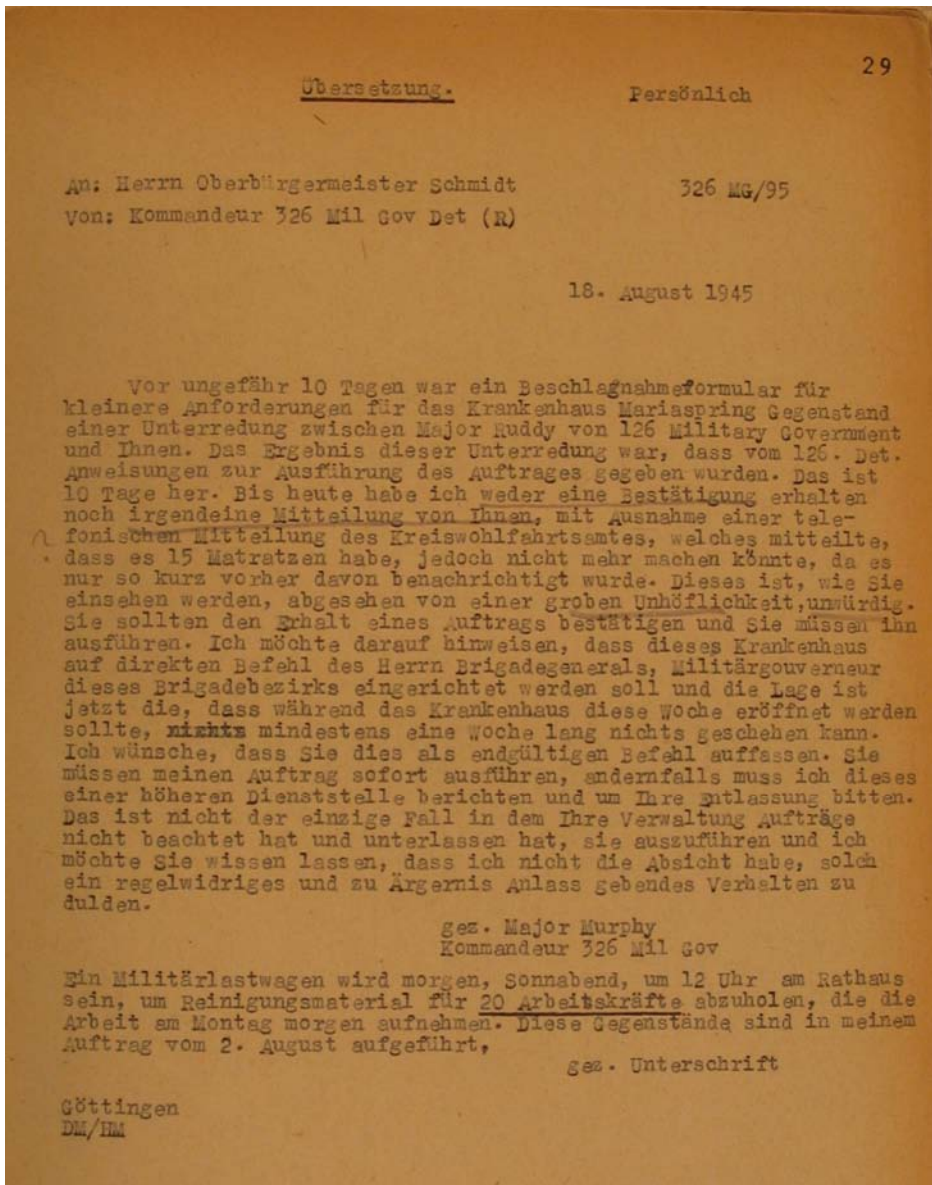 29
Übersetzung.
Persönlich
An: Herrn Oberbürgermeister Schmidt
326 MG/95
Von: Kommandeur 326 Mil Gov Det (R)
18. August 1945
Vor ungefähr 10 Tagen war ein Beschlagnahmeformular für
kleinere Anforderungen für das Krankenhaus Mariaspring Gegenstand
einer Unterredung zwischen Major Ruddy von 126 Military Government
und Ihnen. Das Ergebnis dieser Unterredung war, dass vom 126. Det.
Anweisungen zur Ausführung des Auftrages gegeben wurden. Das ist
10 Tage her. Bis heute habe ich weder eine Bestätigung erhalten
noch irgendeine Mitteilung von Ihnen, mit Ausnahme einer tele-
fonischen Mitteilung des Kreiswohlfahrtsamtes, welches mitteilte,
dass es 15 Matratzen habe, jedoch nicht mehr machen könnte, da es
nur so kurz vorher davon benachrichtigt wurde. Dieses ist, wie Sie
einsehen werden, abgesehen von einer groben Unhöflichkeit,unwürdig.
Sie sollten den Erhalt eines Auftrags bestätigen und Sie müssen ihn
ausführen. Ich möchte darauf hinweisen, dass dieses Krankenhaus
auf direkten Befehl des Herrn Brigadegenerals, Militärgouverneur
dieses Brigadebezirks eingerichtet werden soll und die Lage ist
jetzt die, dass während das Krankenhaus diese Woche eröffnet werden
sollte, nichts mindestens eine Woche lang nichts geschehen kann.
Ich wünsche, dass Sie dies als endgültigen Befehl auffassen. Sie
müssen meinen Auftrag sofort ausführen, andernfalls muss ich dieses
einer höheren Dienststelle berichten und um Ihre Entlassung bitten.
Das ist nicht der einzige Fall in dem Ihre Verwaltung Aufträge
nicht beachtet hat und unterlassen hat, sie auszuführen und ich
möchte Sie wissen lassen, dass ich nicht die Absicht habe, solch
ein regelwidriges und zu Ärgernis Anlass gebendes Verhalten zu
dulden.
gez. Major Murphy
Kommandeur 326 Mil Gov
Ein Militärlastwagen wird morgen, Sonnabend, um 12 Uhr am Rathaus
sein, um Reinigungsmaterial für 20 Arbeitskräfte abzuholen, die die
Arbeit am Montag morgen aufnehmen. Diese Gegenstände sind in meinem
Auftrag vom 2. August aufgeführt,
gez. Unterschrift
Göttingen
DM/HM